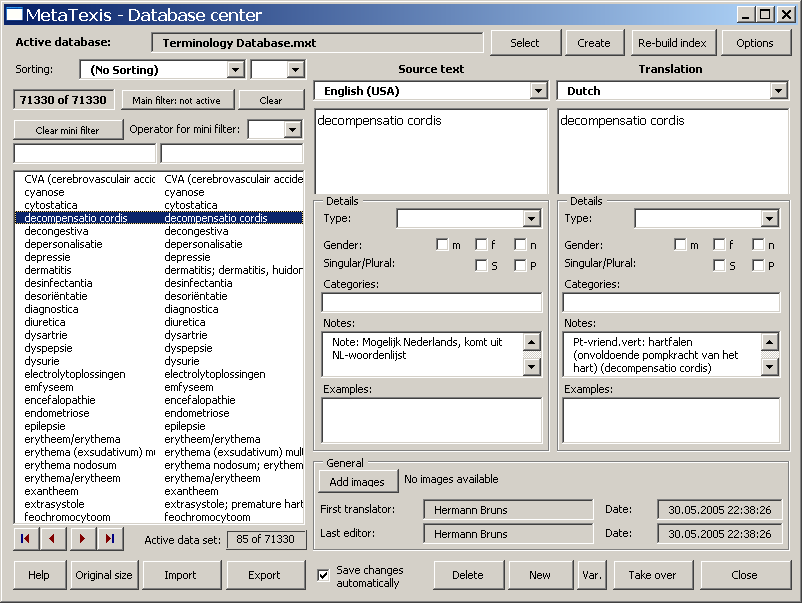 MetaTexis - Database center
Active database: Terminology Database.mxt Select Create Re-build index Options
Sorting: (No Sorting)
71330 of 71330 Main filter: not active Clear
Clear mini filter Operator for mini filter:
CVA (cerebrovasculair accid CVA (cerebrovasculair accide
cyanose cyanose
cytostatica cytostatica
decompensatio cordis decompensatio cordis
decongestiva decongestiva
depersonalisatie depersonalisatie
depressie depressie
dermatitis dermatitis; dermatitis, huidon
desinfectantia desinfectantia
desoriëntatie desoriëntatie
diagnostica diagnostica
diuretica diuretica
dysartrie dysartrie
dyspepsie dyspepsie
dysurie dysurie
electrolytoplossingen electrolytoplossingen
emfyseem emfyseem
encefalopathie encefalopathie
endometriose endometriose
epilepsie epilepsie
erytheem/erythema erytheem/erythema
erythema (exsudativum) mu erythema (exsudativum) mult
erythema nodosum erythema nodosum; erythem
erythema/erytheem erythema/erytheem
exantheem exantheem
extrasystole extrasystole; premature hart
feochromocytoom feochromocytoom
Active data set: 85 of 71330
Source text
English (USA)
decompensatio cordis
Details
Type:
Gender: m f n
Singular/Plural: S P
Categories:
Notes:
Note: Mogelijk Nederlands, komt uit
NL-woordenlijst
Examples:
Translation
Dutch
decompensatio cordis
Details
Type:
Gender: m f n
Singular/Plural: S P
Categories:
Notes:
Pt-vriend.vert: hartfalen
(onvoldoende pompkracht van het
hart) (decompensatio cordis)
Examples:
General
Add images No images available
First translator: Hermann Bruns Date: 30.05.2005 22:38:26
Last editor: Hermann Bruns Date: 30.05.2005 22:38:26
Help Original size Import Export Save changes
automatically
Delete New Var. Take over Close